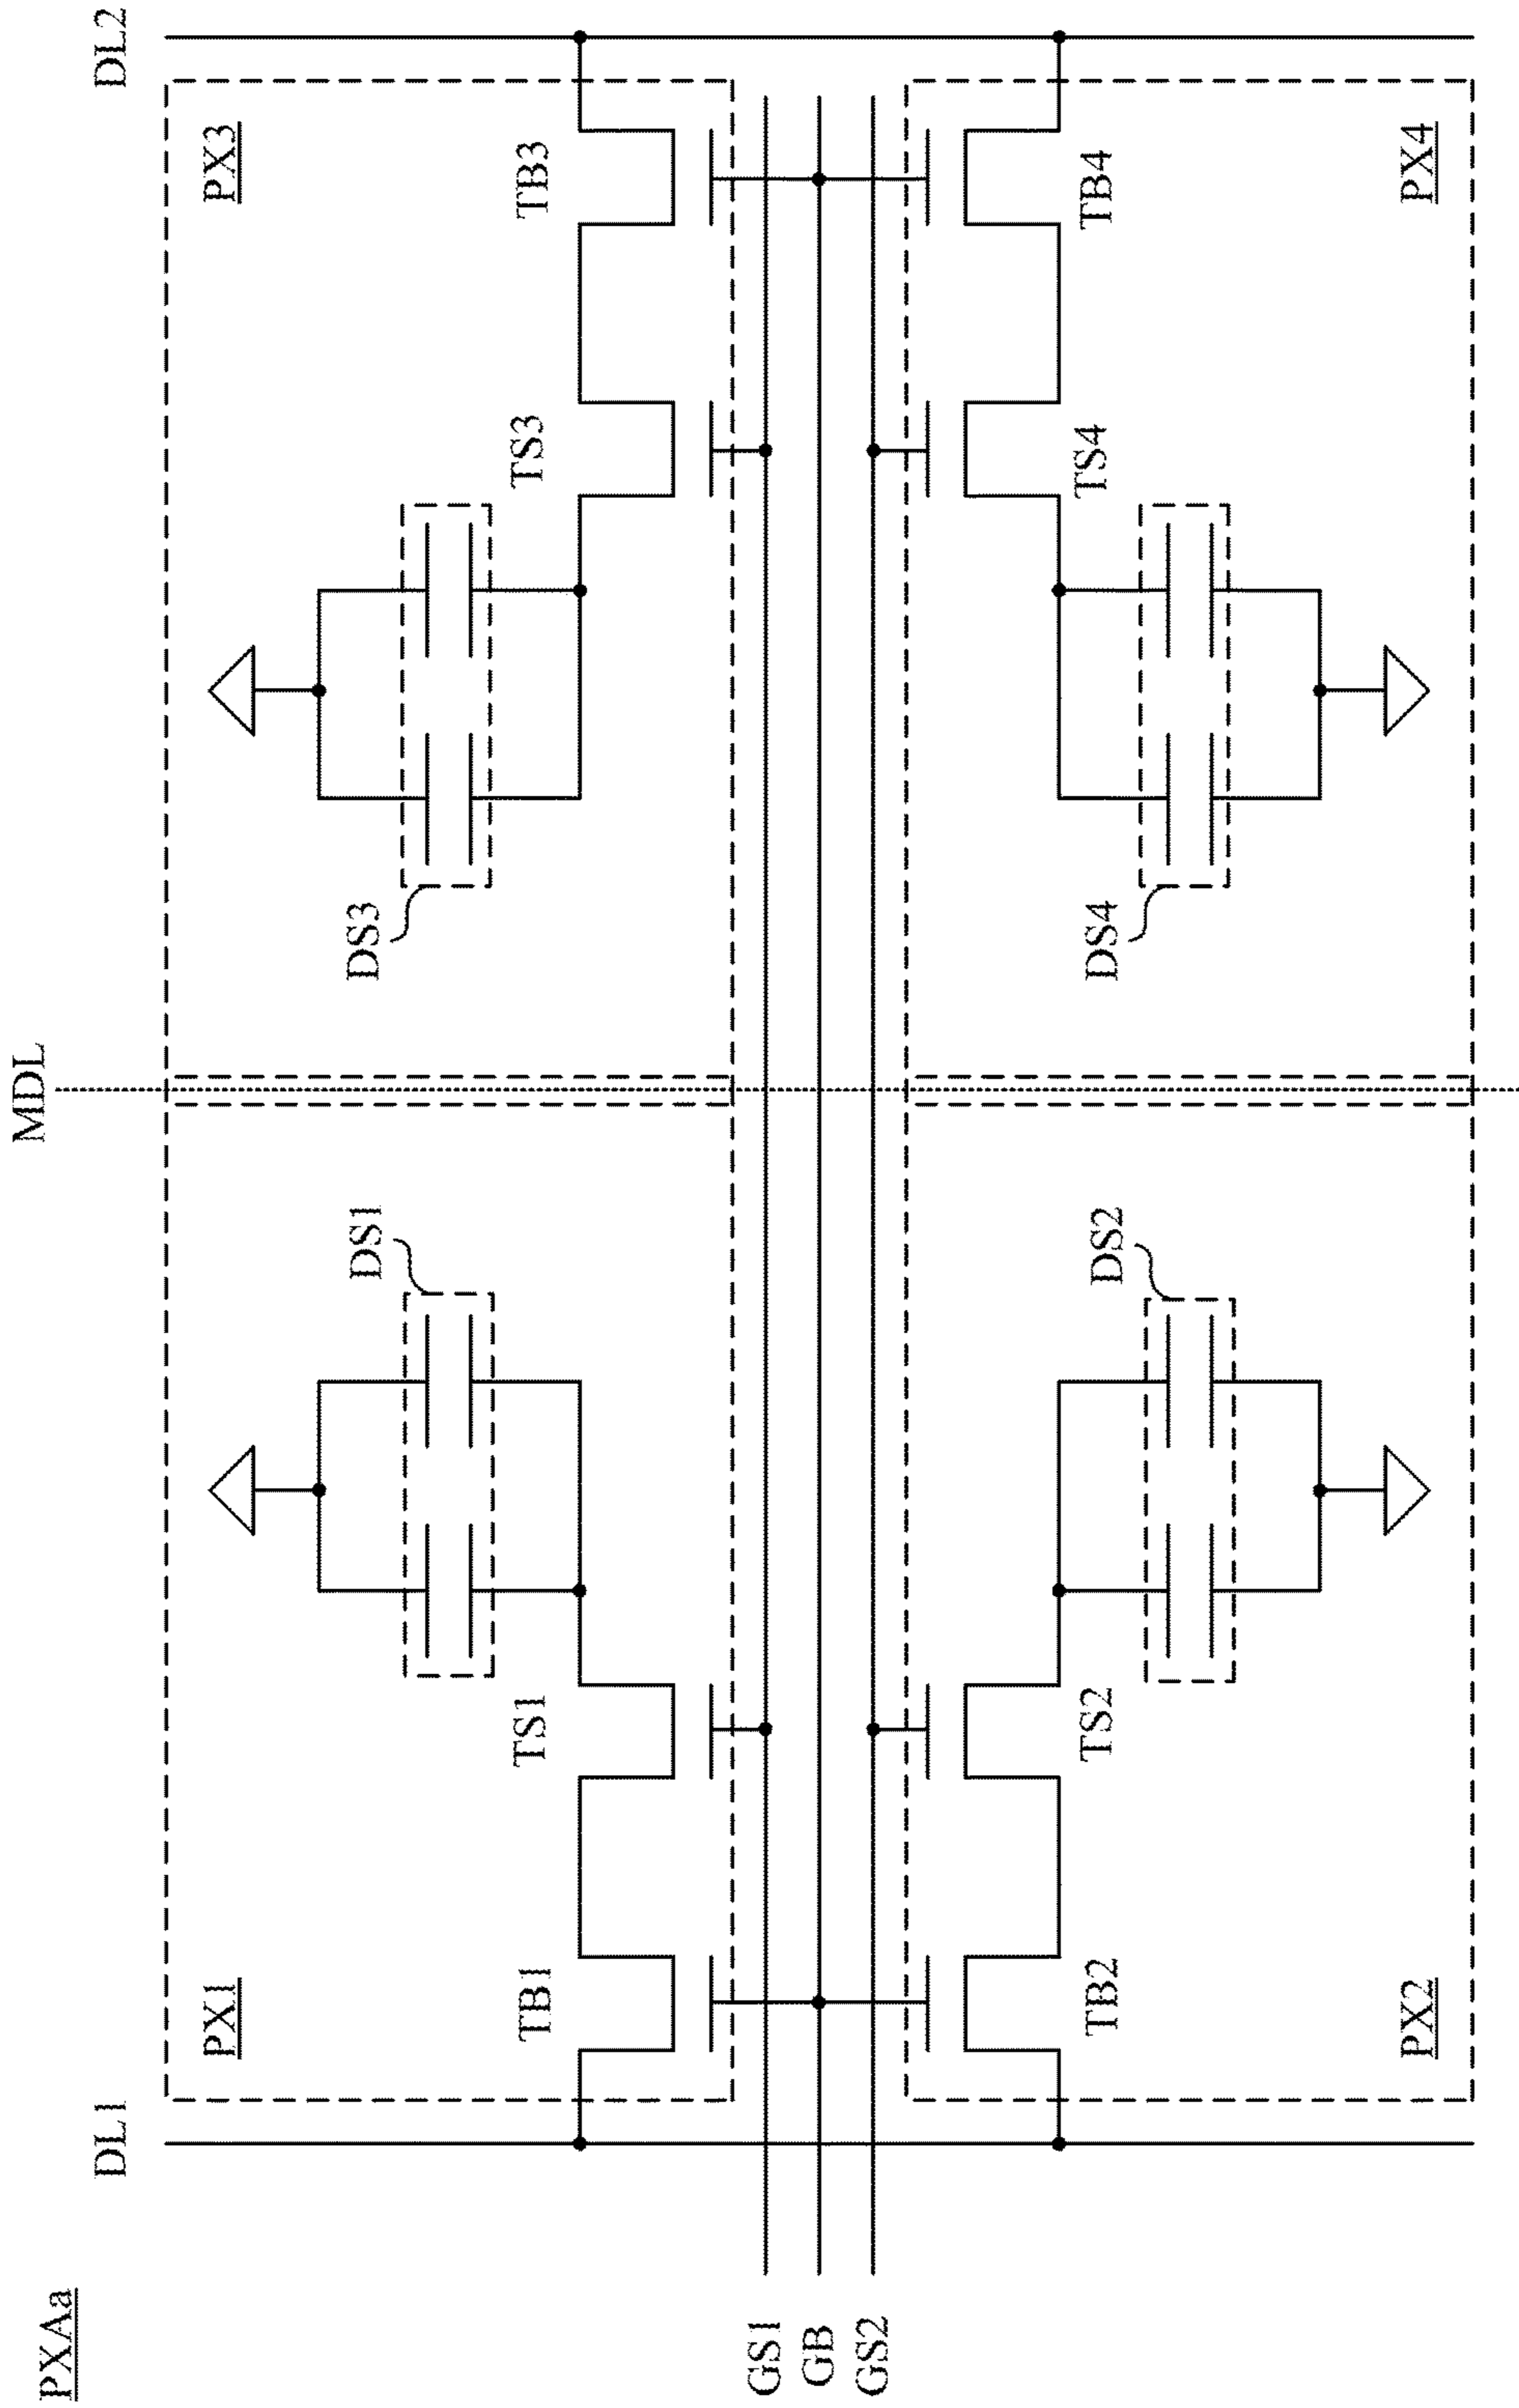 PXAa
DL1
MDL
DL2
PX1
PX3
DS1
DS3
TB1
TS1
TS3
TB3
GS1
GB
GS2
TB2
TS2
TS4
TB4
DS2
DS4
PX2
PX4